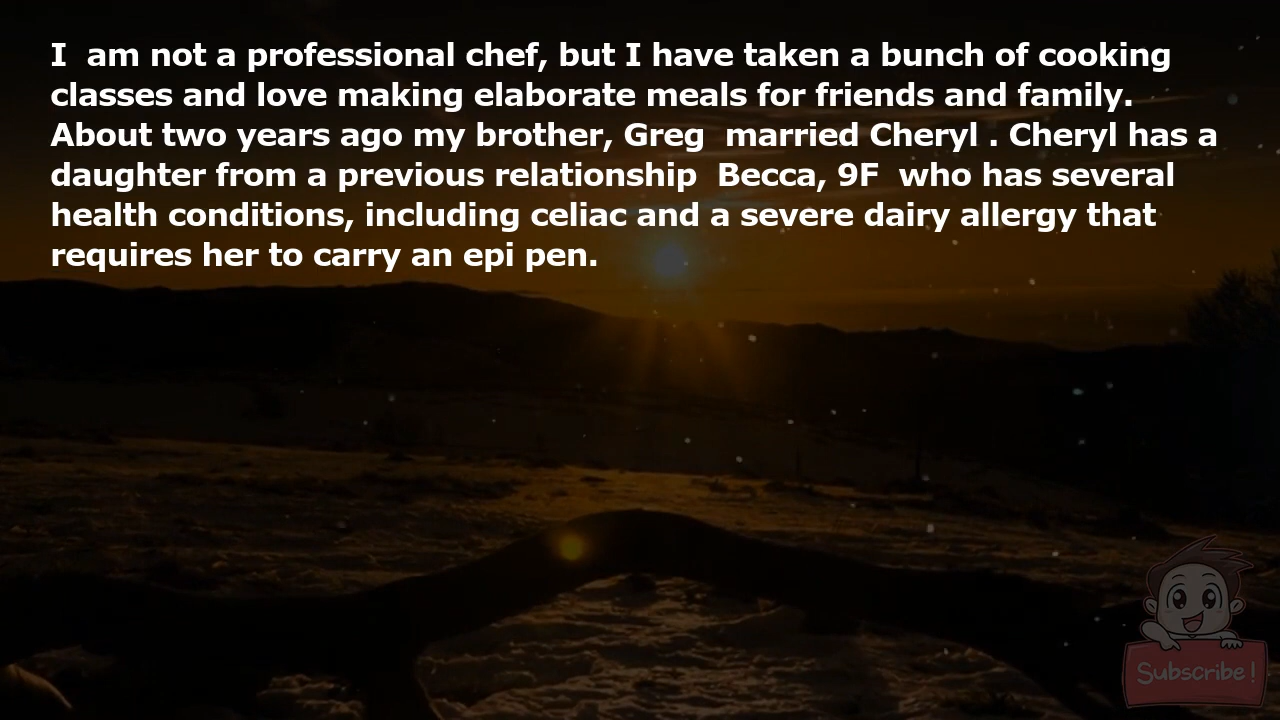 I  am not a professional chef, but I have taken a bunch of cooking
classes and love making elaborate meals for friends and family.
About two years ago my brother, Greg  married Cheryl . Cheryl has a
daughter from a previous relationship  Becca, 9F  who has several
health conditions, including celiac and a severe dairy allergy that
requires her to carry an epi pen.
Subscribe !